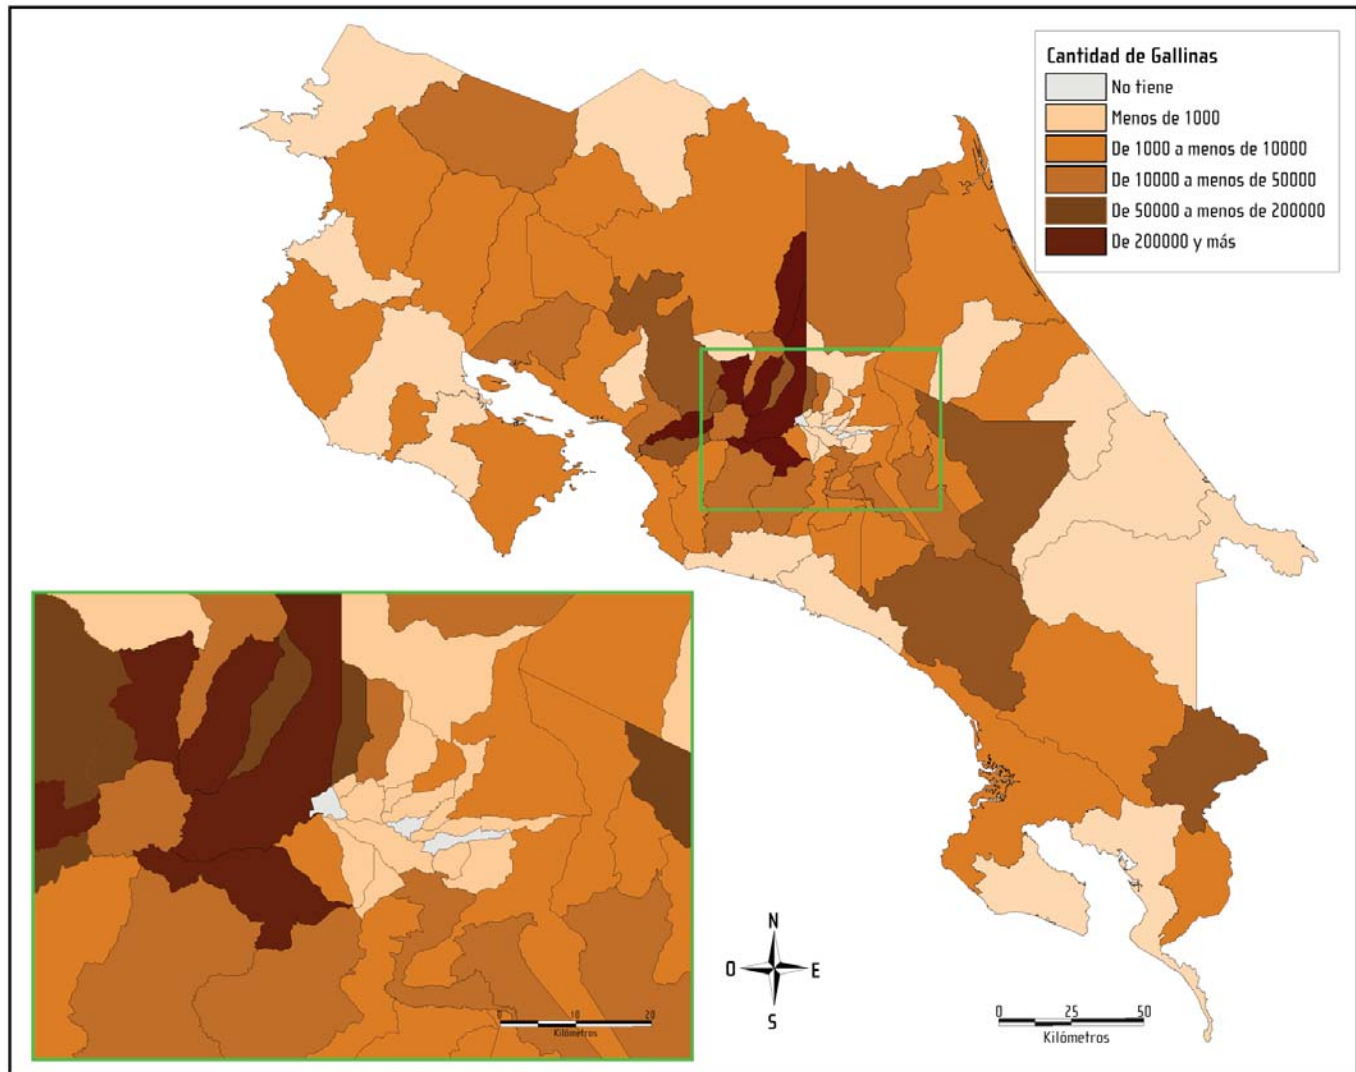 Cantidad de Gallinas
No tiene
Menos de 1000
De 1000 a menos de 10000
De 10000 a menos de 50000
De 50000 a menos de 200000
De 200000 y más
N
O E
S
0 10 20
Kilómetros
0 25 50
Kilómetros